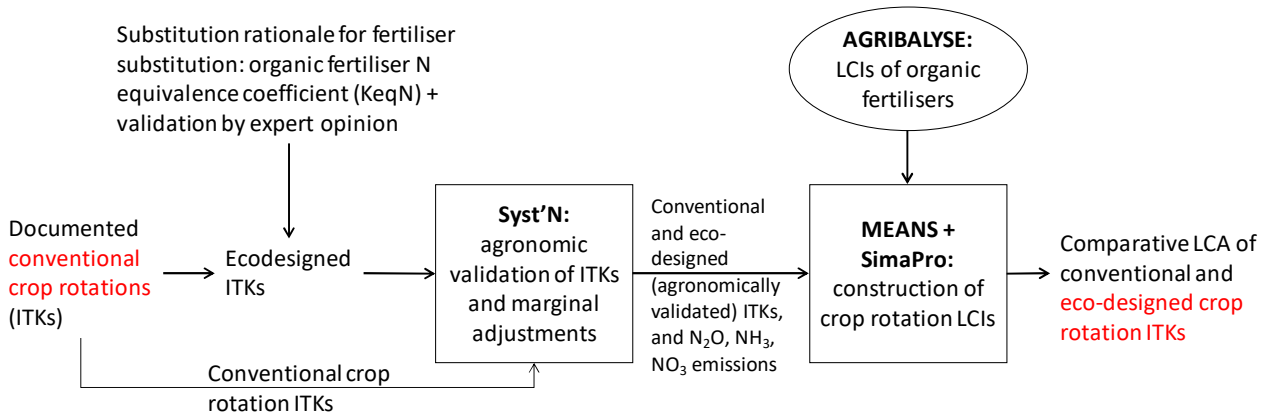 Substitution rationale for fertiliser
substitution: organic fertiliser N
equivalence coefficient (KeqN) +
validation by expert opinion
AGRIBALYSE:
LCIs of organic
fertilisers
Documented
conventional
crop rotations
(ITKs)
Ecodesigned
ITKs
Syst’N:
agronomic
validation of ITKs
and marginal
adjustments
Conventional
and eco-
designed
(agronomically
validated) ITKs,
and N₂O, NH₃,
NO₃ emissions
MEANS +
SimaPro:
construction of
crop rotation LCIs
Comparative LCA of
conventional and
eco-designed crop
rotation ITKs
Conventional crop
rotation ITKs